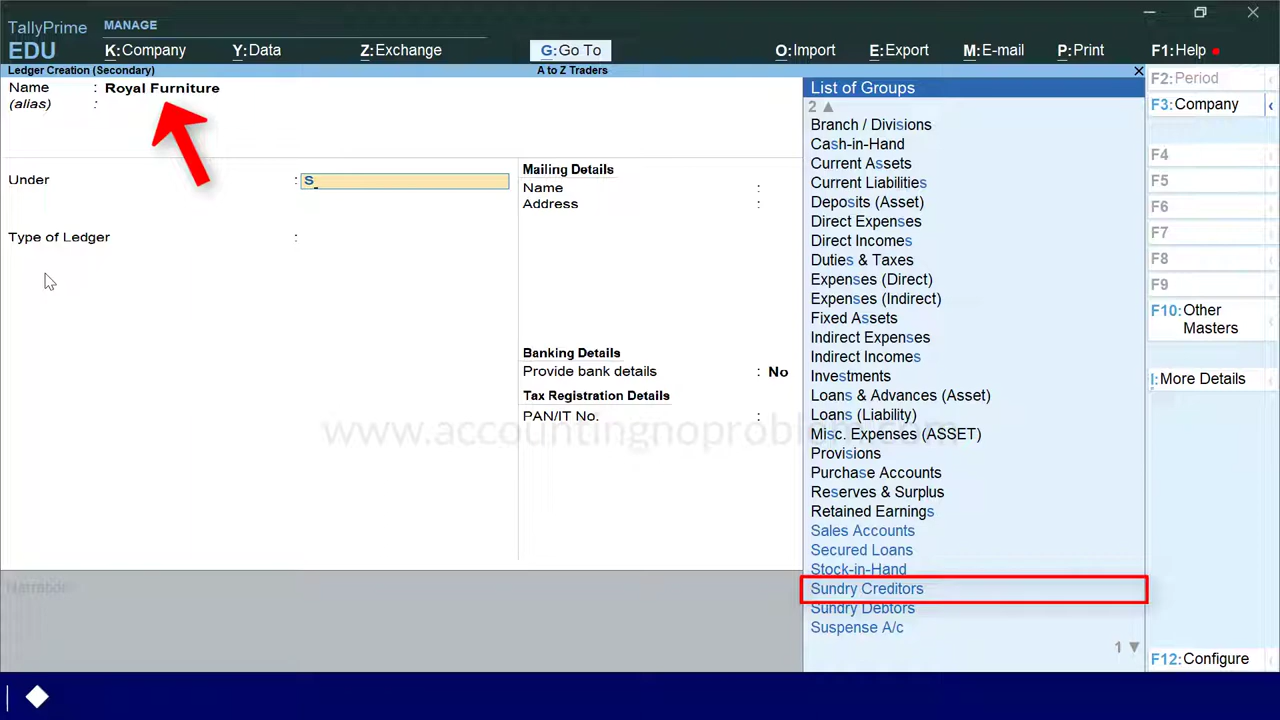 TallyPrime
MANAGE
EDU
K:Company Y:Data Z:Exchange G:Go To O:Import E:Export M:E-mail P:Print F1:Help
Ledger Creation (Secondary) A to Z Traders
Name : Royal Furniture
(alias) :
Under : S
Type of Ledger :
Mailing Details
Name :
Address :
Banking Details
Provide bank details : No
Tax Registration Details
PAN/IT No. :
www.accountingnoproblem.com
Narration
List of Groups
2 ▲
Branch / Divisions
Cash-in-Hand
Current Assets
Current Liabilities
Deposits (Asset)
Direct Expenses
Direct Incomes
Duties & Taxes
Expenses (Direct)
Expenses (Indirect)
Fixed Assets
Indirect Expenses
Indirect Incomes
Investments
Loans & Advances (Asset)
Loans (Liability)
Misc. Expenses (ASSET)
Provisions
Purchase Accounts
Reserves & Surplus
Retained Earnings
Sales Accounts
Secured Loans
Stock-in-Hand
Sundry Creditors
Sundry Debtors
Suspense A/c
1 ▼
F2:Period
F3:Company
F4
F5
F6
F7
F8
F9
F10:Other
Masters
I:More Details
F12:Configure